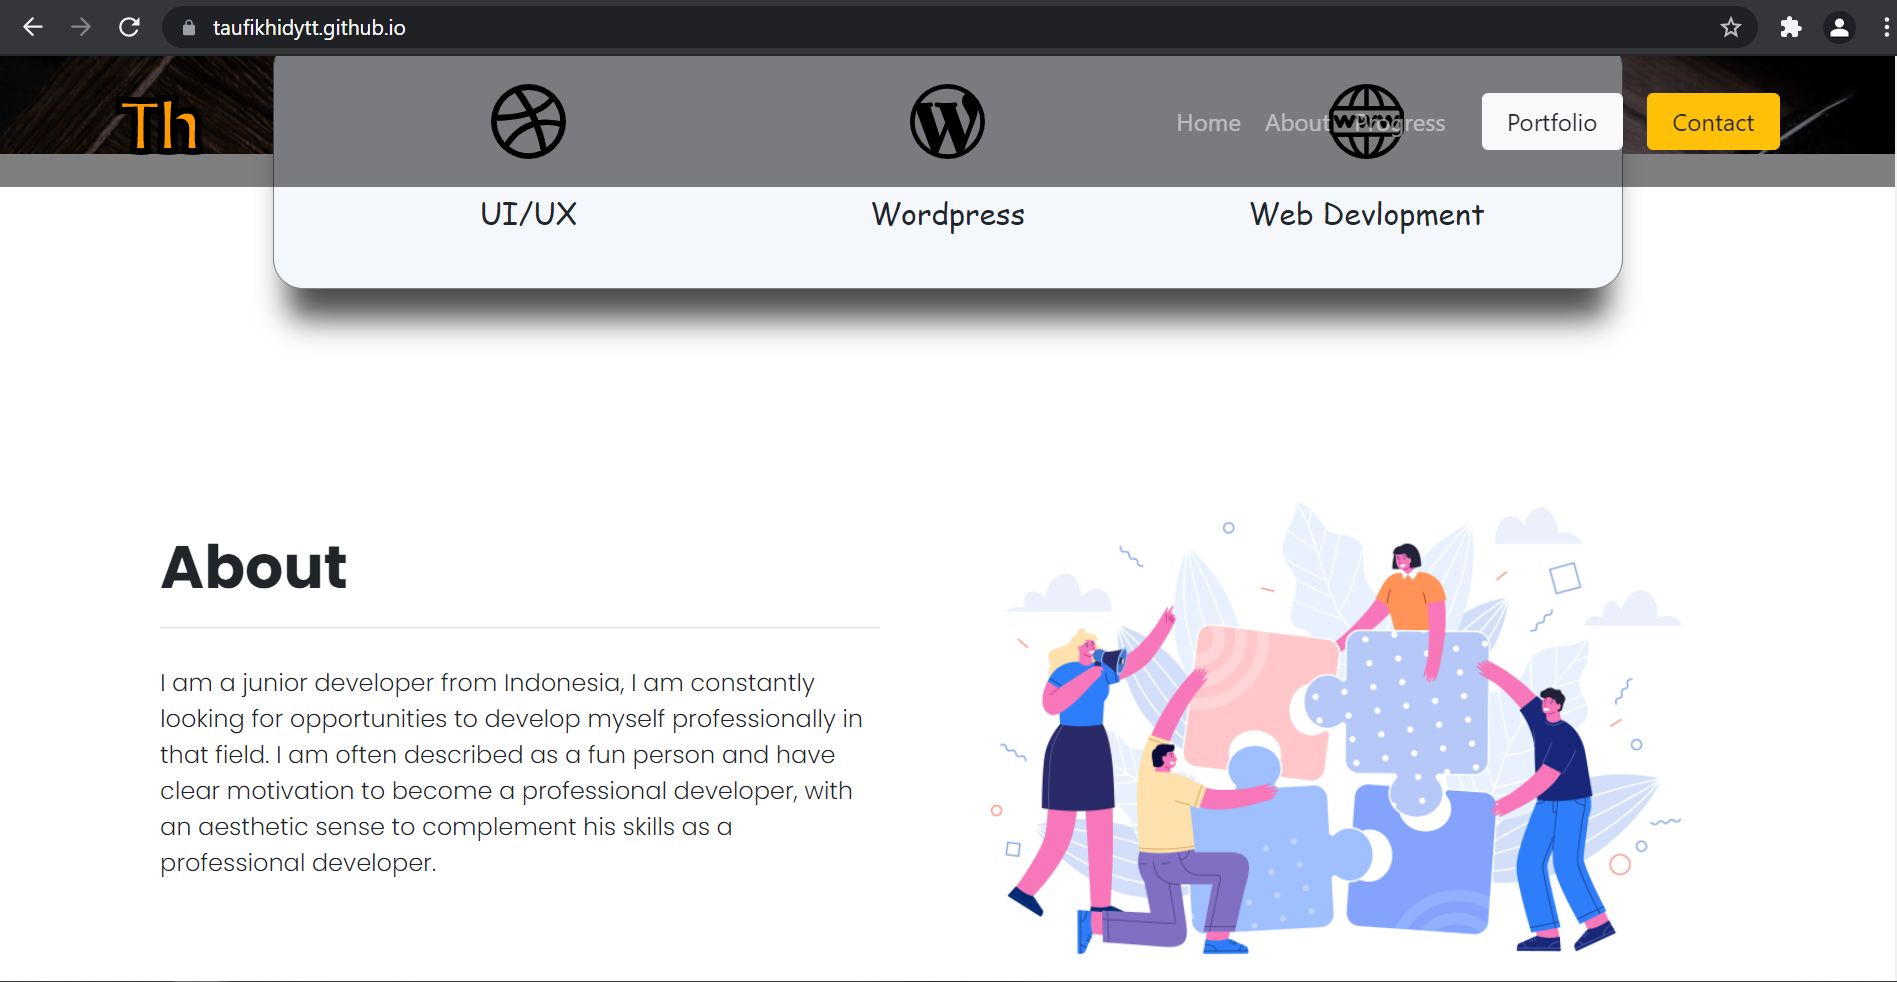 taufikhidytt.github.io
Th
Home About Progress Portfolio Contact
www
UI/UX Wordpress Web Devlopment
About
I am a junior developer from Indonesia, I am constantly
looking for opportunities to develop myself professionally in
that field. I am often described as a fun person and have
clear motivation to become a professional developer, with
an aesthetic sense to complement his skills as a
professional developer.